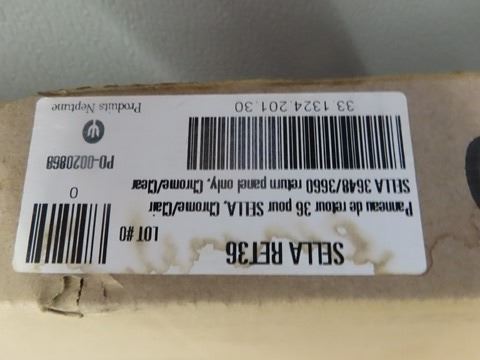 SELLA RET36
LOT #0
Panneau de retour 36 pour SELLA, Chrome/Clair
SELLA 3648/3660 return panel only, Chrome/Clear
0
PO-0020868
33.1324.201.30
Produits Neptune